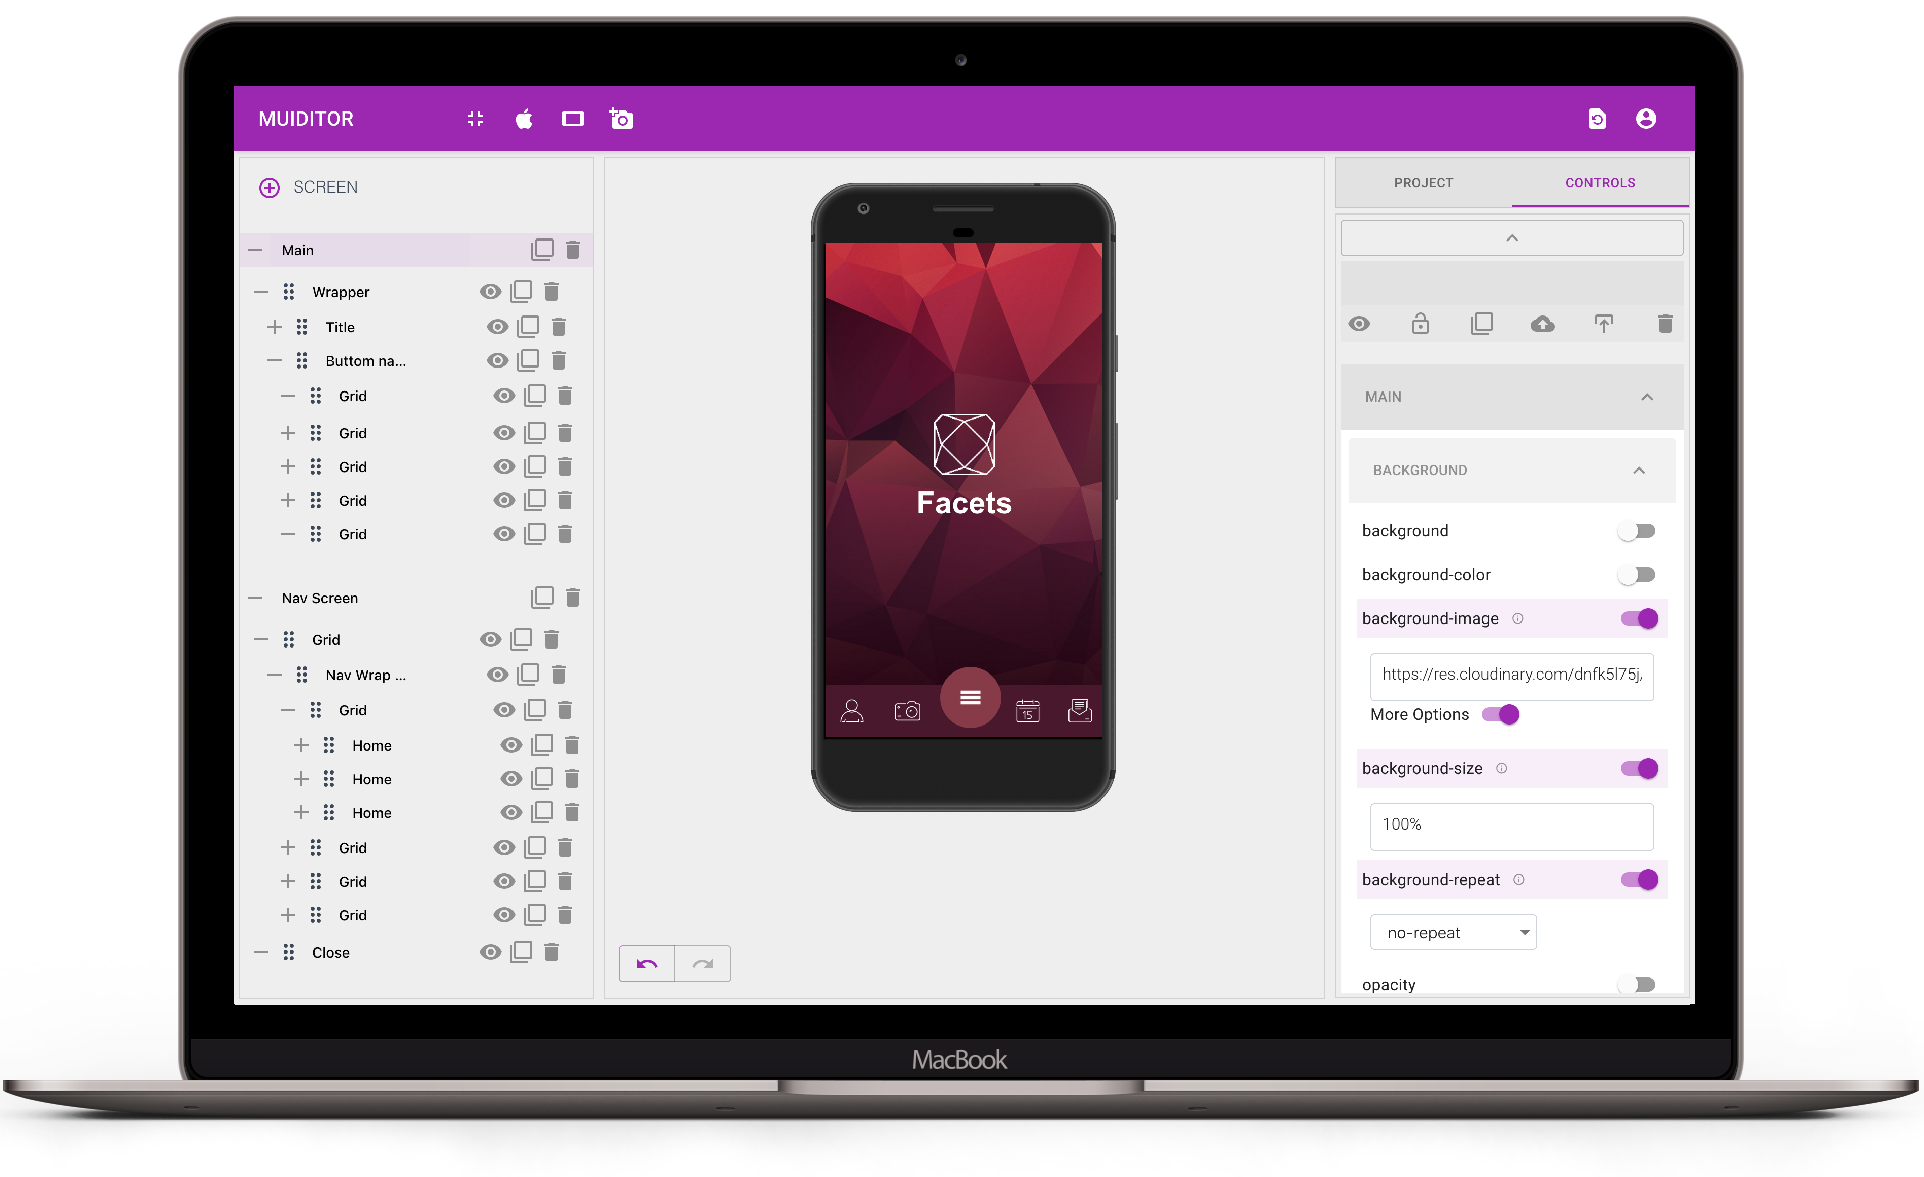 MUIDITOR
SCREEN
Main
Wrapper
Title
Buttom na...
Grid
Grid
Grid
Grid
Grid
Nav Screen
Grid
Nav Wrap ...
Grid
Home
Home
Home
Grid
Grid
Grid
Close
Facets
15
PROJECT CONTROLS
MAIN
BACKGROUND
background
background-color
background-image
https://res.cloudinary.com/dnfk5l75j/
More Options
background-size
100%
background-repeat
no-repeat
opacity
MacBook